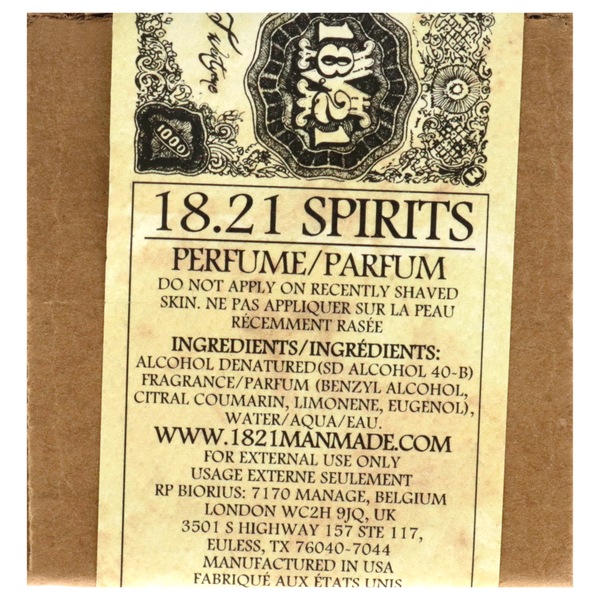 18.21
1000
18.21 SPIRITS
PERFUME/PARFUM
DO NOT APPLY ON RECENTLY SHAVED
SKIN. NE PAS APPLIQUER SUR LA PEAU
RÉCEMMENT RASÉE
INGREDIENTS/INGRÉDIENTS:
ALCOHOL DENATURED(SD ALCOHOL 40-B)
FRAGRANCE/PARFUM (BENZYL ALCOHOL,
CITRAL COUMARIN, LIMONENE, EUGENOL),
WATER/AQUA/EAU.
WWW.1821MANMADE.COM
FOR EXTERNAL USE ONLY
USAGE EXTERNE SEULEMENT
RP BIORIUS: 7170 MANAGE, BELGIUM
LONDON WC2H 9JQ, UK
3501 S HIGHWAY 157 STE 117,
EULESS, TX 76040-7044
MANUFACTURED IN USA
FABRIQUÉ AUX ÉTATS UNIS